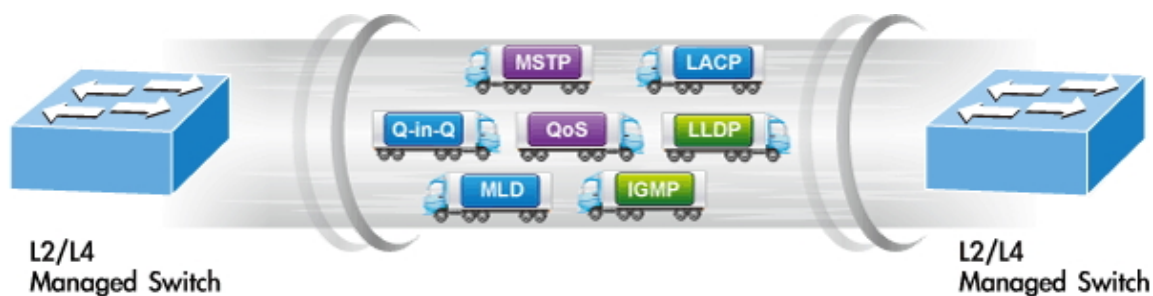 MSTP
LACP
Q-in-Q
QoS
LLDP
MLD
IGMP
L2/L4
Managed Switch
L2/L4
Managed Switch